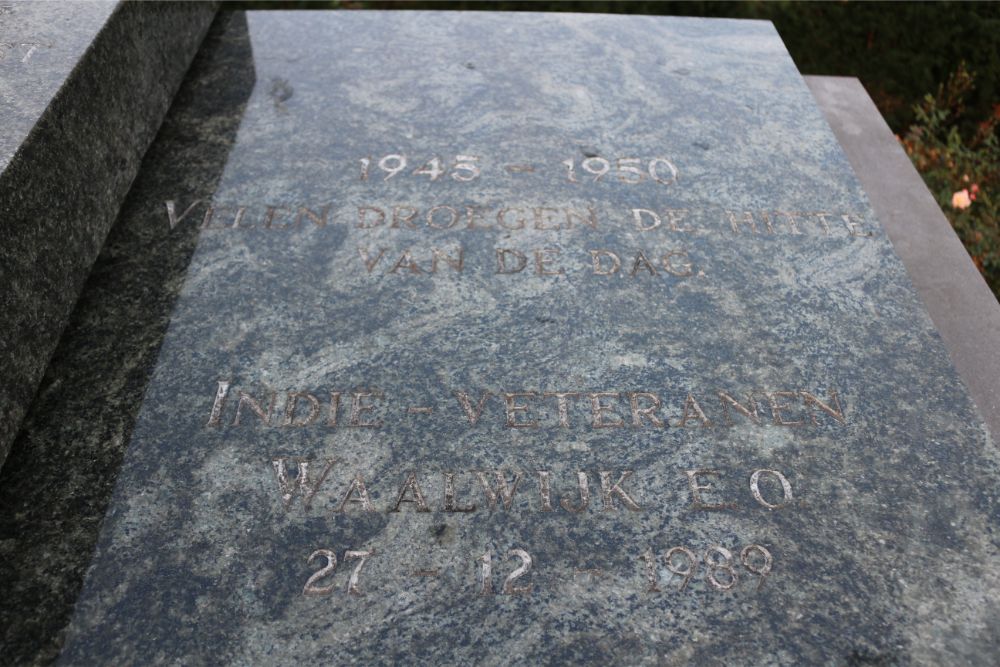 1945 - 1950
VELEN DROEGEN DE HITTE
VAN DE DAG.
INDIE - VETERANEN
WAALWIJK E.O.
27 - 12 - 1989